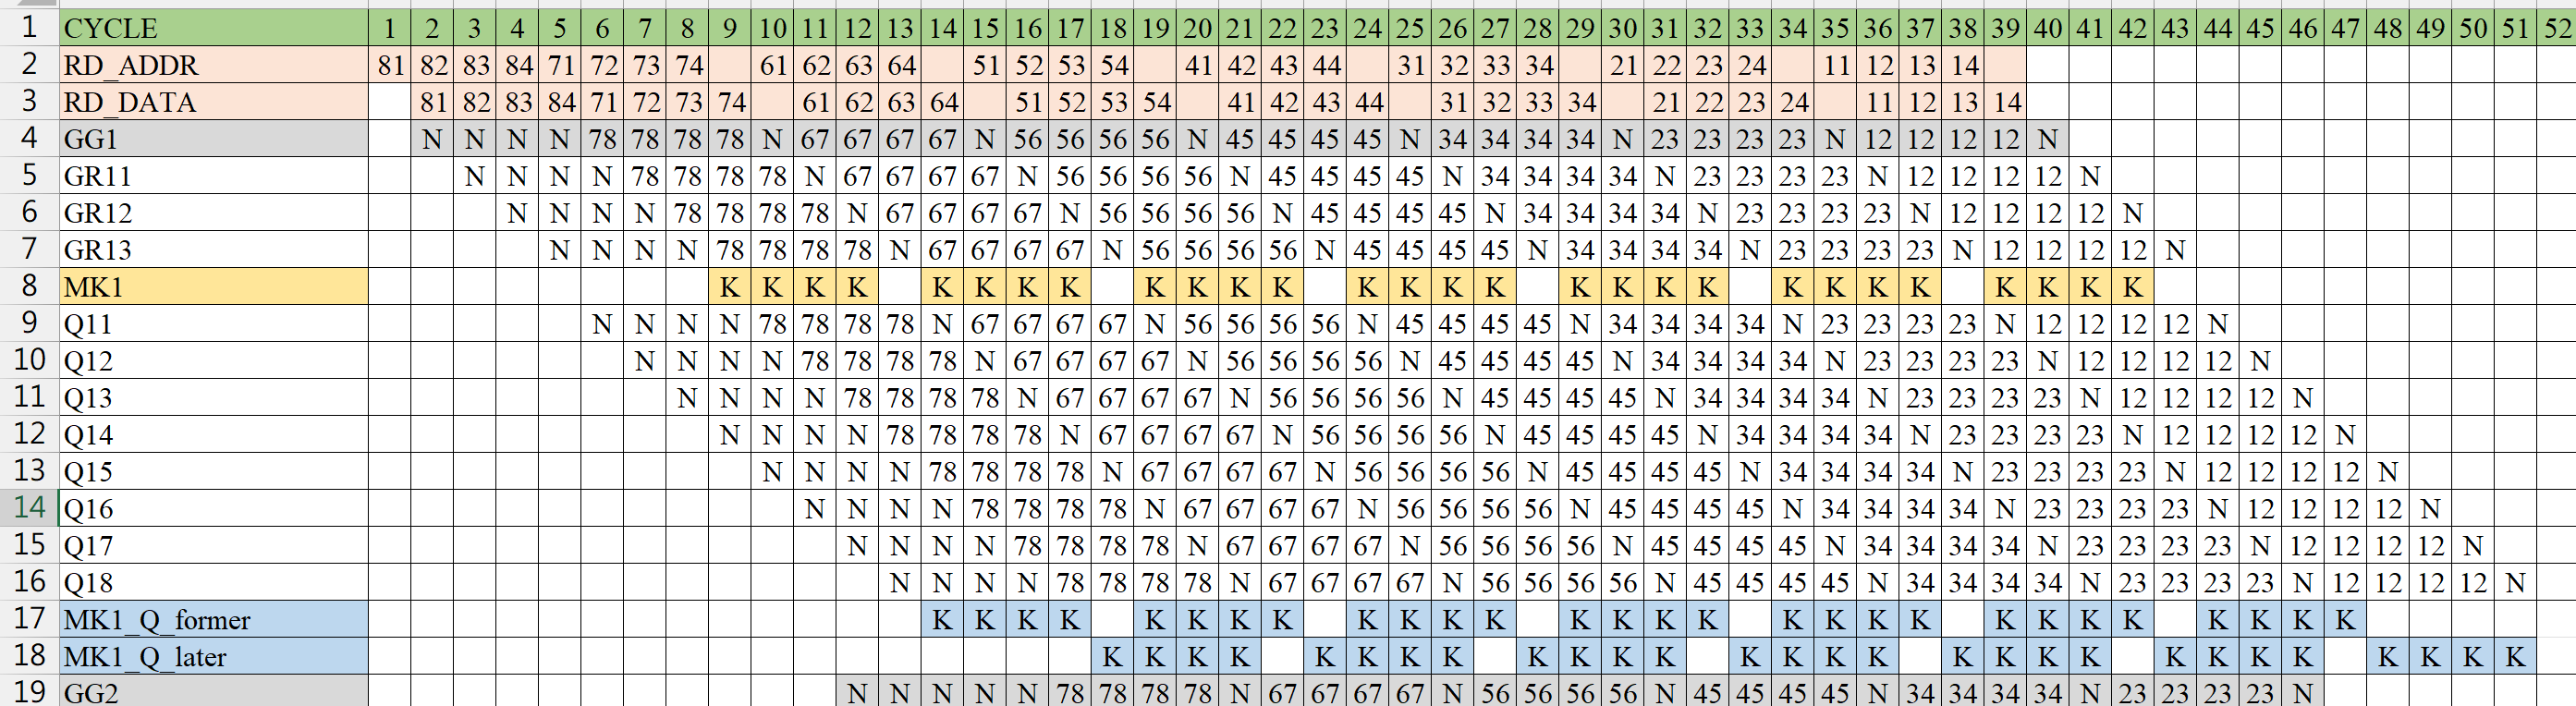 1 CYCLE 1 2 3 4 5 6 7 8 9 10 11 12 13 14 15 16 17 18 19 20 21 22 23 24 25 26 27 28 29 30 31 32 33 34 35 36 37 38 39 40 41 42 43 44 45 46 47 48 49 50 51 52
2 RD_ADDR 81 82 83 84 71 72 73 74 61 62 63 64 51 52 53 54 41 42 43 44 31 32 33 34 21 22 23 24 11 12 13 14
3 RD_DATA 81 82 83 84 71 72 73 74 61 62 63 64 51 52 53 54 41 42 43 44 31 32 33 34 21 22 23 24 11 12 13 14
4 GG1 N N N N 78 78 78 78 N 67 67 67 67 N 56 56 56 56 N 45 45 45 45 N 34 34 34 34 N 23 23 23 23 N 12 12 12 12 N
5 GR11 N N N N 78 78 78 78 N 67 67 67 67 N 56 56 56 56 N 45 45 45 45 N 34 34 34 34 N 23 23 23 23 N 12 12 12 12 N
6 GR12 N N N N 78 78 78 78 N 67 67 67 67 N 56 56 56 56 N 45 45 45 45 N 34 34 34 34 N 23 23 23 23 N 12 12 12 12 N
7 GR13 N N N N 78 78 78 78 N 67 67 67 67 N 56 56 56 56 N 45 45 45 45 N 34 34 34 34 N 23 23 23 23 N 12 12 12 12 N
8 MK1 K K K K K K K K K K K K K K K K K K K K K K K K K K K K
9 Q11 N N N N 78 78 78 78 N 67 67 67 67 N 56 56 56 56 N 45 45 45 45 N 34 34 34 34 N 23 23 23 23 N 12 12 12 12 N
10 Q12 N N N N 78 78 78 78 N 67 67 67 67 N 56 56 56 56 N 45 45 45 45 N 34 34 34 34 N 23 23 23 23 N 12 12 12 12 N
11 Q13 N N N N 78 78 78 78 N 67 67 67 67 N 56 56 56 56 N 45 45 45 45 N 34 34 34 34 N 23 23 23 23 N 12 12 12 12 N
12 Q14 N N N N 78 78 78 78 N 67 67 67 67 N 56 56 56 56 N 45 45 45 45 N 34 34 34 34 N 23 23 23 23 N 12 12 12 12 N
13 Q15 N N N N 78 78 78 78 N 67 67 67 67 N 56 56 56 56 N 45 45 45 45 N 34 34 34 34 N 23 23 23 23 N 12 12 12 12 N
14 Q16 N N N N 78 78 78 78 N 67 67 67 67 N 56 56 56 56 N 45 45 45 45 N 34 34 34 34 N 23 23 23 23 N 12 12 12 12 N
15 Q17 N N N N 78 78 78 78 N 67 67 67 67 N 56 56 56 56 N 45 45 45 45 N 34 34 34 34 N 23 23 23 23 N 12 12 12 12 N
16 Q18 N N N N 78 78 78 78 N 67 67 67 67 N 56 56 56 56 N 45 45 45 45 N 34 34 34 34 N 23 23 23 23 N 12 12 12 12 N
17 MK1_Q_former K K K K K K K K K K K K K K K K K K K K K K K K K K K K
18 MK1_Q_later K K K K K K K K K K K K K K K K K K K K K K K K K K K K
19 GG2 N N N N N 78 78 78 78 N 67 67 67 67 N 56 56 56 56 N 45 45 45 45 N 34 34 34 34 N 23 23 23 23 N